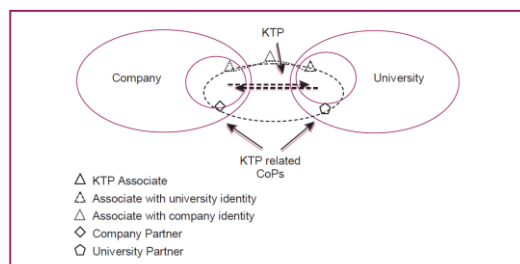 KTP
Company
University
KTP related
CoPs
KTP Associate
Associate with university identity
Associate with company identity
Company Partner
University Partner